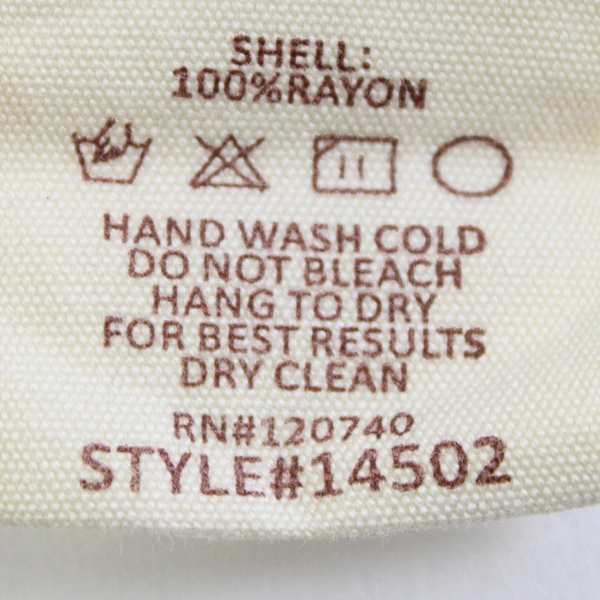 SHELL:
100%RAYON
HAND WASH COLD
DO NOT BLEACH
HANG TO DRY
FOR BEST RESULTS
DRY CLEAN
RN#120740
STYLE#14502